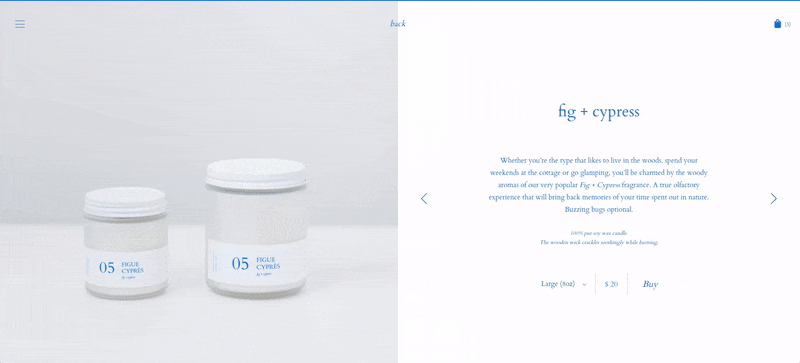 back
(3)
fig + cypress
Whether you're the type that likes to live in the woods, spend your
weekends at the cottage or go glamping, you'll be charmed by the woody
aromas of our very popular Fig + Cypress fragrance. A true olfactory
experience that will bring back memories of your time spent out in nature.
Buzzing bugs optional.
100% pur soy wax candle.
The wooden wick crackles soothingly while burning.
Large (8oz)
$ 20
Buy
05 FIGUE
CYPRÈS
05 FIGUE
CYPRÈS